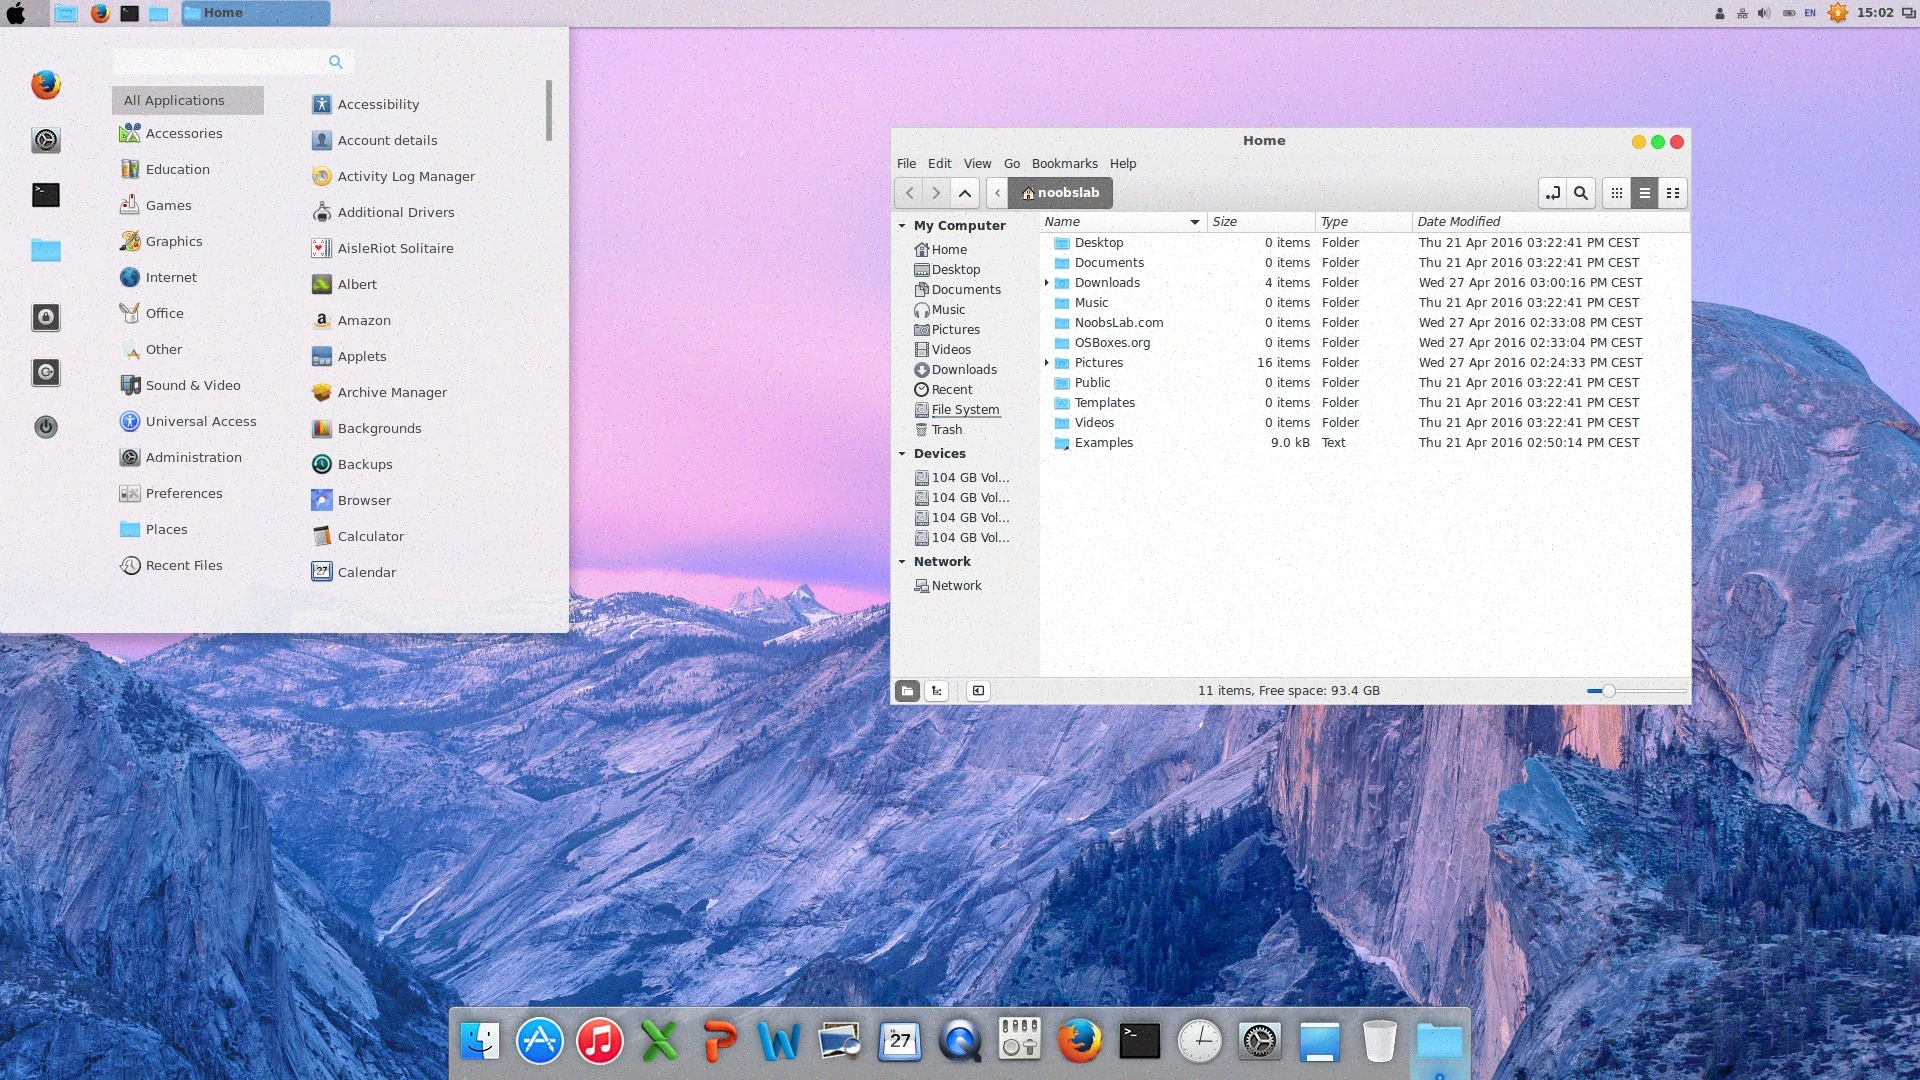 Home
EN
15:02
All Applications
Accessories
Education
Games
Graphics
Internet
Office
Other
Sound & Video
Universal Access
Administration
Preferences
Places
Recent Files
Accessibility
Account details
Activity Log Manager
Additional Drivers
AisleRiot Solitaire
Albert
Amazon
Applets
Archive Manager
Backgrounds
Backups
Browser
Calculator
Calendar
Home
File Edit View Go Bookmarks Help
noobslab
My Computer
Home
Desktop
Documents
Music
Pictures
Videos
Downloads
Recent
File System
Trash
Devices
104 GB Vol...
104 GB Vol...
104 GB Vol...
104 GB Vol...
Network
Network
Name Size Type Date Modified
Desktop 0 items Folder Thu 21 Apr 2016 03:22:41 PM CEST
Documents 0 items Folder Thu 21 Apr 2016 03:22:41 PM CEST
Downloads 4 items Folder Wed 27 Apr 2016 03:00:16 PM CEST
Music 0 items Folder Thu 21 Apr 2016 03:22:41 PM CEST
NoobsLab.com 0 items Folder Wed 27 Apr 2016 02:33:08 PM CEST
OSBoxes.org 0 items Folder Wed 27 Apr 2016 02:33:04 PM CEST
Pictures 16 items Folder Wed 27 Apr 2016 02:24:33 PM CEST
Public 0 items Folder Thu 21 Apr 2016 03:22:41 PM CEST
Templates 0 items Folder Thu 21 Apr 2016 03:22:41 PM CEST
Videos 0 items Folder Thu 21 Apr 2016 03:22:41 PM CEST
Examples 9.0 kB Text Thu 21 Apr 2016 02:50:14 PM CEST
11 items, Free space: 93.4 GB
27